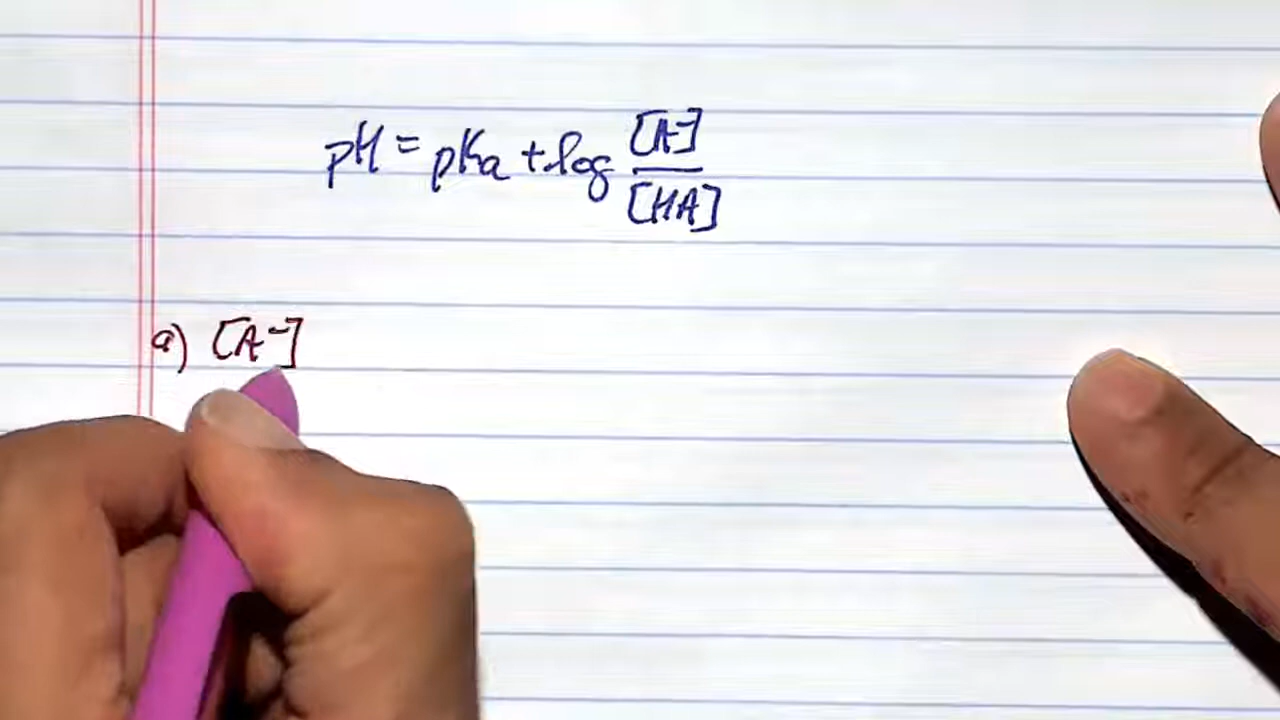 pH = pKa + log [A-]/[HA]
a) [A-]